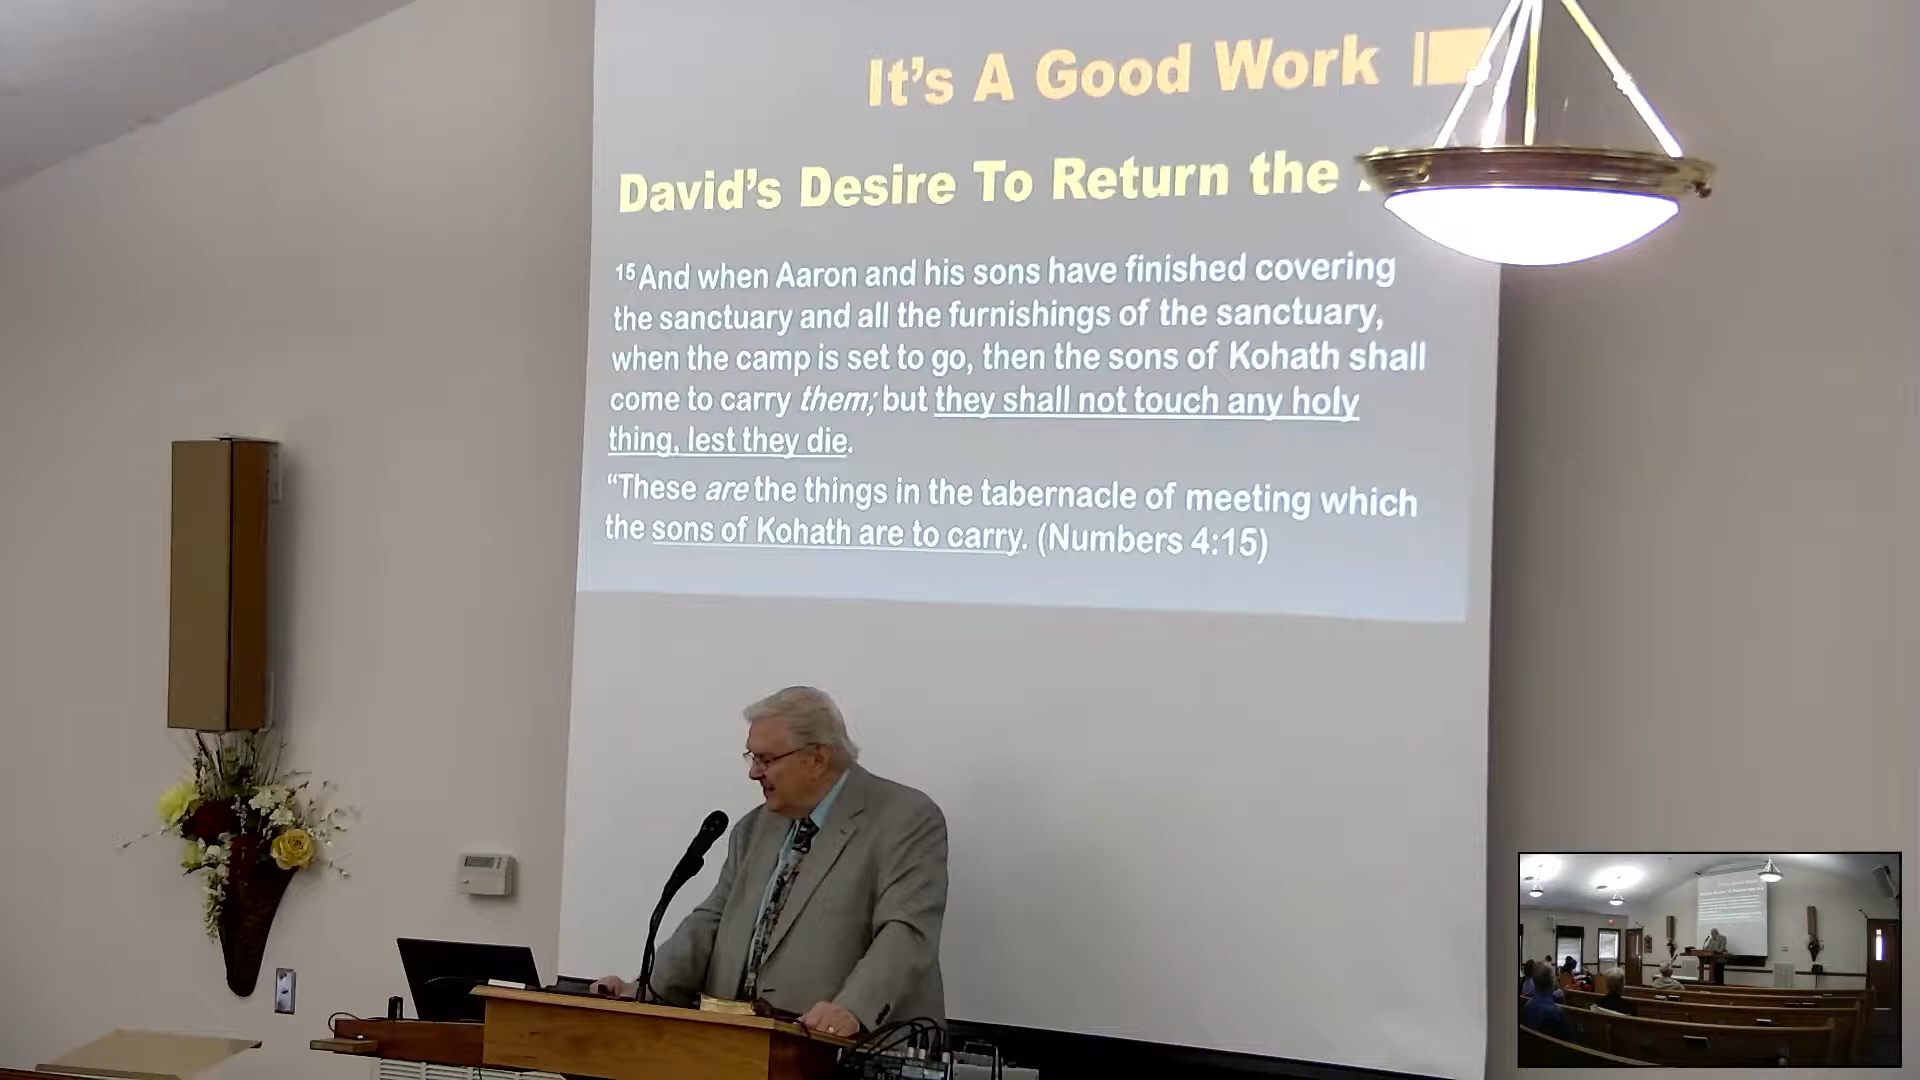 It's A Good Work
David's Desire To Return the
15 And when Aaron and his sons have finished covering
the sanctuary and all the furnishings of the sanctuary,
when the camp is set to go, then the sons of Kohath shall
come to carry them; but they shall not touch any holy
thing, lest they die.
“These are the things in the tabernacle of meeting which
the sons of Kohath are to carry. (Numbers 4:15)